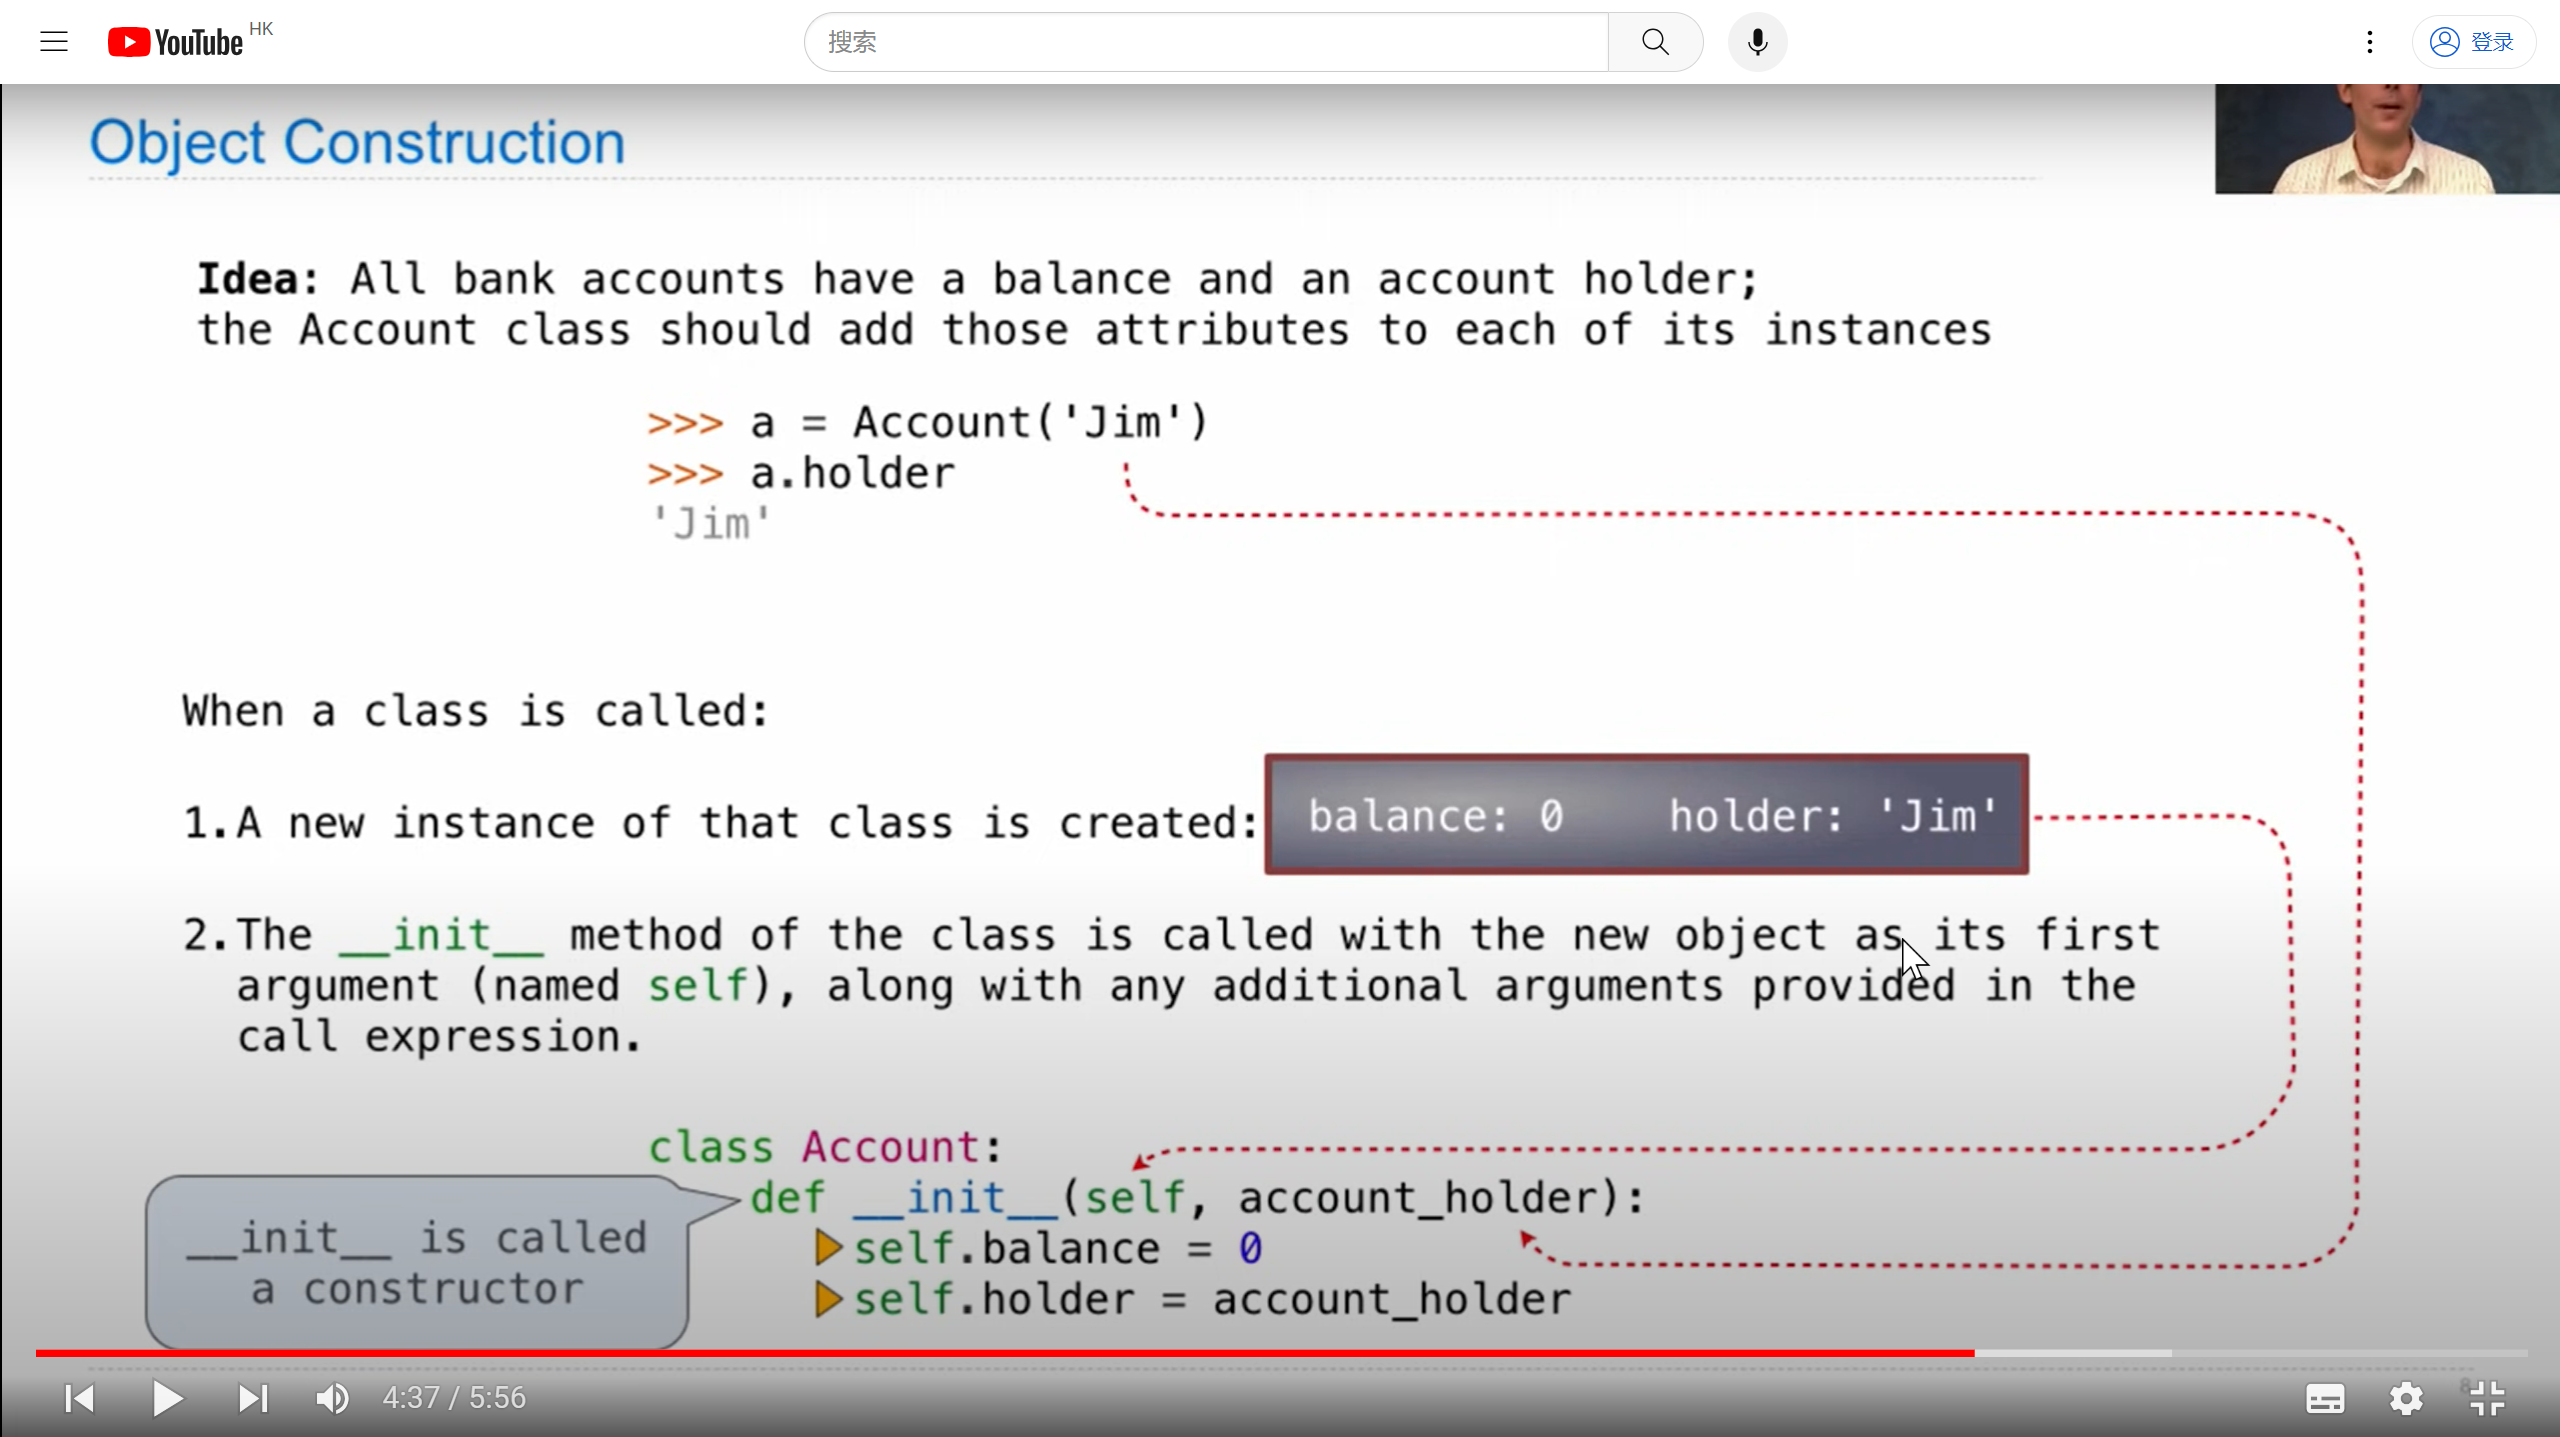 YouTube HK
搜索
登录
Object Construction
Idea: All bank accounts have a balance and an account holder;
the Account class should add those attributes to each of its instances
>>> a = Account('Jim')
>>> a.holder
'Jim'
When a class is called:
1.A new instance of that class is created:
balance: 0 holder: 'Jim'
2.The __init__ method of the class is called with the new object as its first
argument (named self), along with any additional arguments provided in the
call expression.
class Account:
def __init__(self, account_holder):
self.balance = 0
self.holder = account_holder
__init__ is called
a constructor
4:37 / 5:56
8